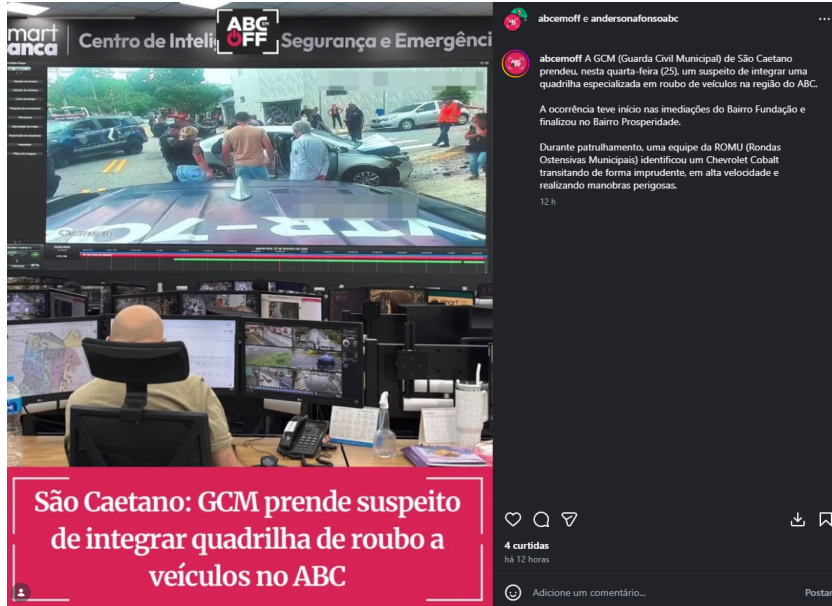 mart
anca
Centro de Inteli
ABC
EM
OFF
Segurança e Emergênci
VTR-70
São Caetano: GCM prende suspeito
de integrar quadrilha de roubo a
veículos no ABC
abcemoff e andersonafonsoabc
abcemoff A GCM (Guarda Civil Municipal) de São Caetano
prendeu, nesta quarta-feira (25), um suspeito de integrar uma
quadrilha especializada em roubo de veículos na região do ABC.
A ocorrência teve início nas imediações do Bairro Fundação e
finalizou no Bairro Prosperidade.
Durante patrulhamento, uma equipe da ROMU (Rondas
Ostensivas Municipais) identificou um Chevrolet Cobalt
transitando de forma imprudente, em alta velocidade e
realizando manobras perigosas.
12 h
4 curtidas
há 12 horas
Adicione um comentário...
Postar